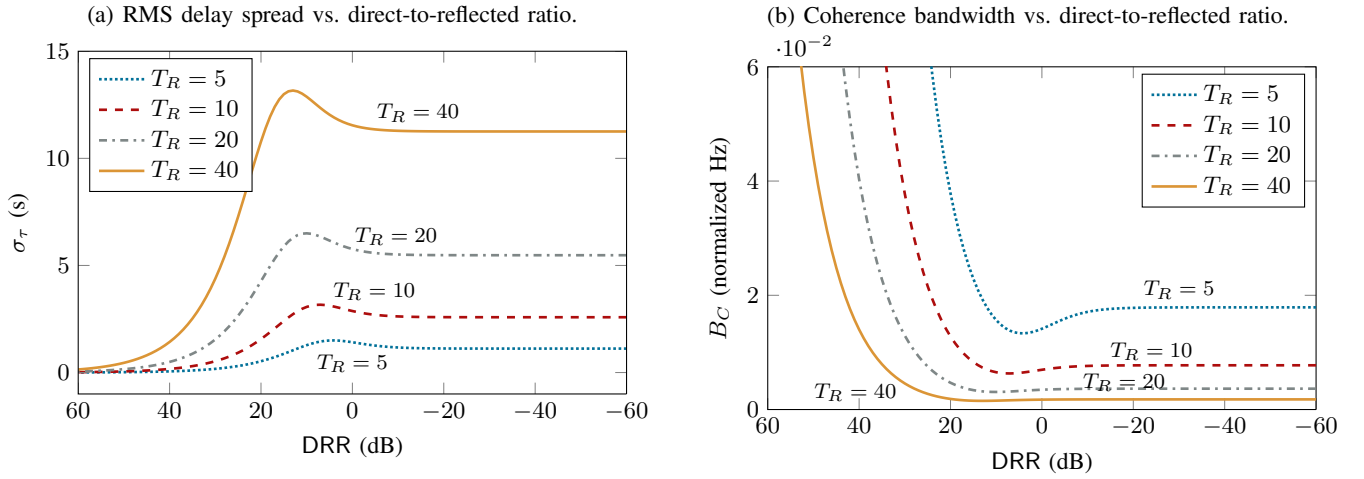 (a) RMS delay spread vs. direct-to-reflected ratio.
15
10
5
0
σ_τ (s)
T_R = 5
T_R = 10
T_R = 20
T_R = 40
T_R = 40
T_R = 20
T_R = 10
T_R = 5
60 40 20 0 −20 −40 −60
DRR (dB)
(b) Coherence bandwidth vs. direct-to-reflected ratio.
·10⁻²
6
4
2
0
B_C (normalized Hz)
T_R = 5
T_R = 10
T_R = 20
T_R = 40
T_R = 5
T_R = 10
T_R = 20
T_R = 40
60 40 20 0 −20 −40 −60
DRR (dB)